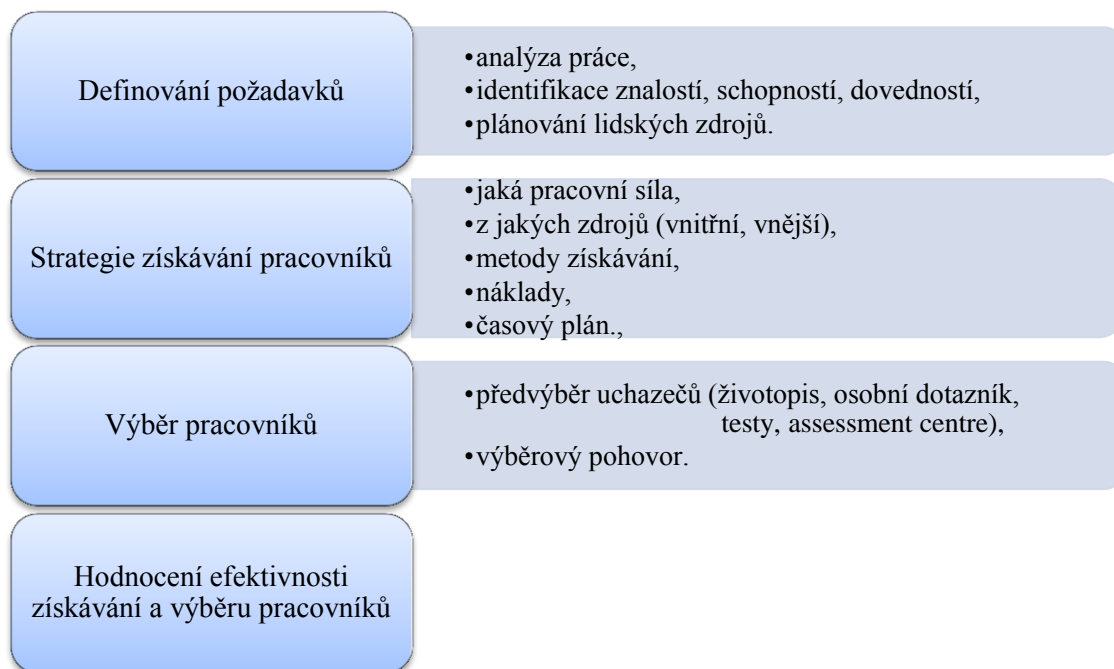 Definování požadavků
•analýza práce,
•identifikace znalostí, schopností, dovedností,
•plánování lidských zdrojů.
Strategie získávání pracovníků
•jaká pracovní síla,
•z jakých zdrojů (vnitřní, vnější),
•metody získávání,
•náklady,
•časový plán.,
Výběr pracovníků
•předvýběr uchazečů (životopis, osobní dotazník,
testy, assessment centre),
•výběrový pohovor.
Hodnocení efektivnosti
získávání a výběru pracovníků